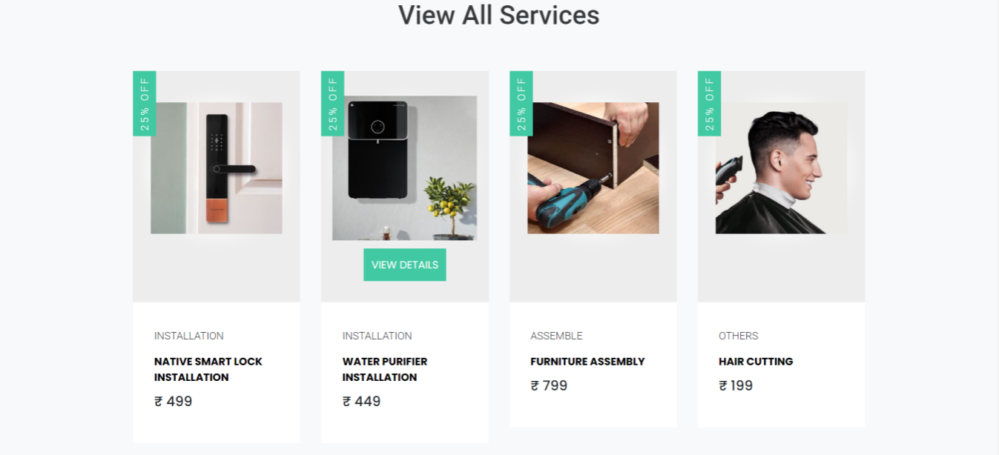 View All Services
25% OFF
25% OFF
25% OFF
25% OFF
VIEW DETAILS
INSTALLATION
NATIVE SMART LOCK
INSTALLATION
₹ 499
INSTALLATION
WATER PURIFIER
INSTALLATION
₹ 449
ASSEMBLE
FURNITURE ASSEMBLY
₹ 799
OTHERS
HAIR CUTTING
₹ 199